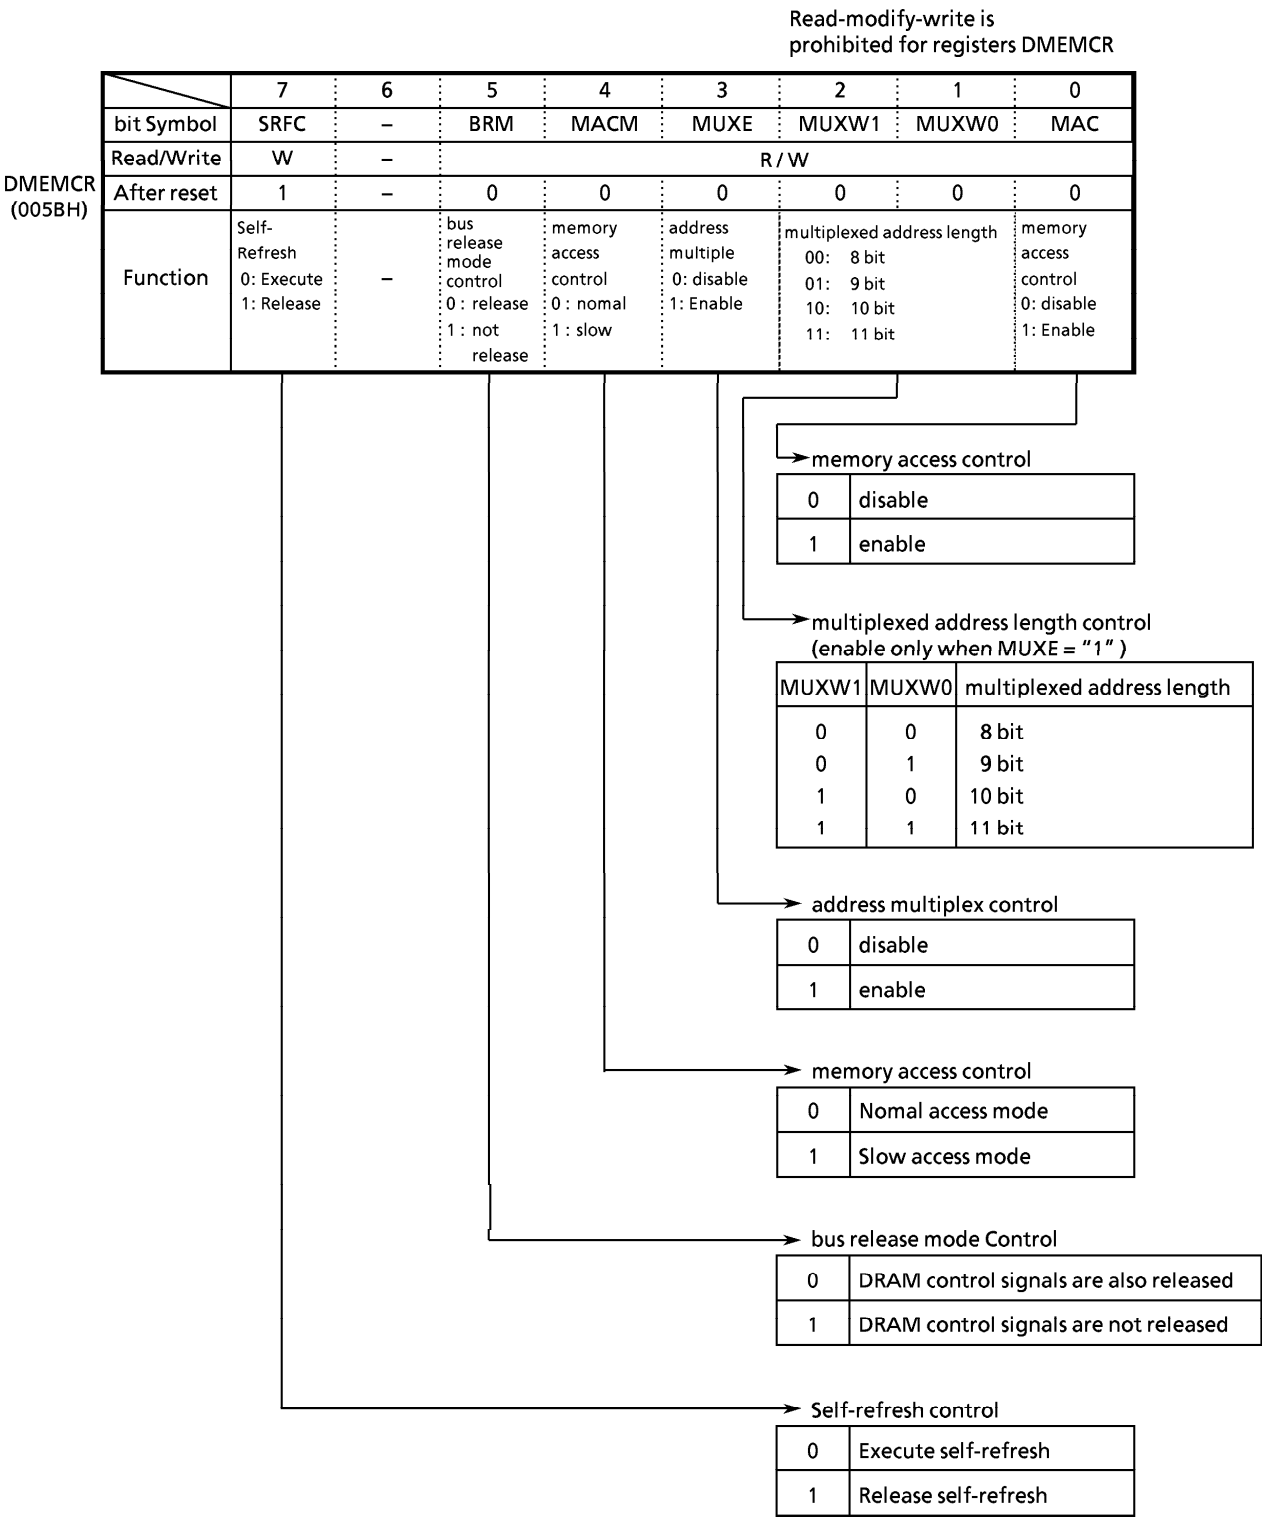 Read-modify-write is
prohibited for registers DMEMCR
7 6 5 4 3 2 1 0
bit Symbol SRFC – BRM MACM MUXE MUXW1 MUXW0 MAC
Read/Write W – R / W
DMEMCR
(005BH)
After reset 1 – 0 0 0 0 0 0
Function
Self-
Refresh
0: Execute
1: Release
–
bus
release
mode
control
0 : release
1 : not
release
memory
access
control
0 : nomal
1 : slow
address
multiple
0: disable
1: Enable
multiplexed address length
00: 8 bit
01: 9 bit
10: 10 bit
11: 11 bit
memory
access
control
0: disable
1: Enable
memory access control
0 disable
1 enable
multiplexed address length control
(enable only when MUXE = “1” )
MUXW1 MUXW0 multiplexed address length
0 0 8 bit
0 1 9 bit
1 0 10 bit
1 1 11 bit
address multiplex control
0 disable
1 enable
memory access control
0 Nomal access mode
1 Slow access mode
bus release mode Control
0 DRAM control signals are also released
1 DRAM control signals are not released
Self-refresh control
0 Execute self-refresh
1 Release self-refresh